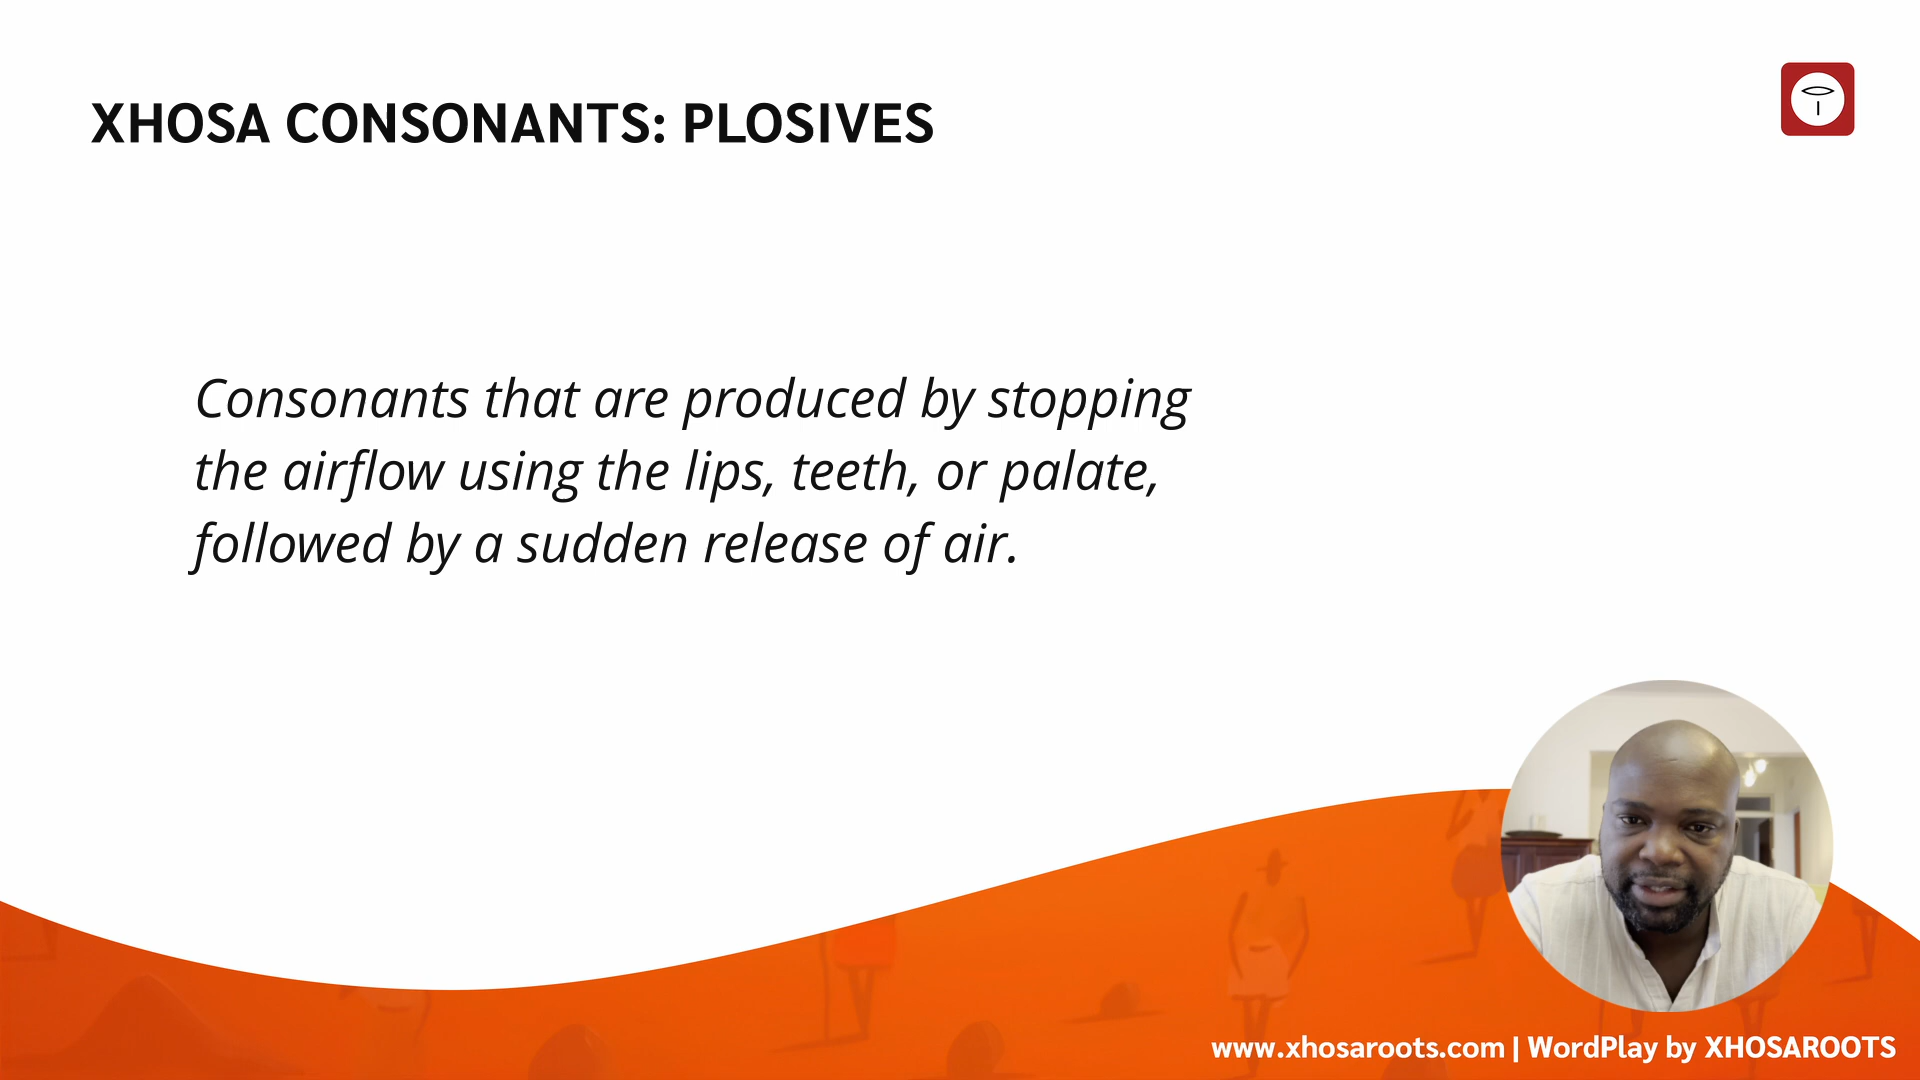 XHOSA CONSONANTS: PLOSIVES
Consonants that are produced by stopping
the airflow using the lips, teeth, or palate,
followed by a sudden release of air.
www.xhosaroots.com | WordPlay by XHOSAROOTS